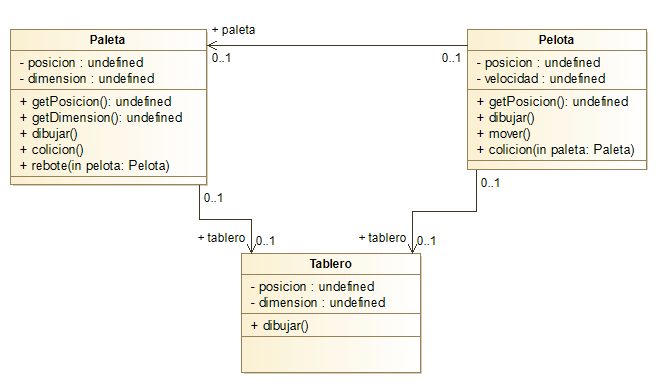 + paleta
0..1
0..1
Paleta
- posicion : undefined
- dimension : undefined
+ getPosicion(): undefined
+ getDimension(): undefined
+ dibujar()
+ colicion()
+ rebote(in pelota: Pelota)
Pelota
- posicion : undefined
- velocidad : undefined
+ getPosicion(): undefined
+ dibujar()
+ mover()
+ colicion(in paleta: Paleta)
0..1
0..1
+ tablero
0..1
+ tablero
0..1
Tablero
- posicion : undefined
- dimension : undefined
+ dibujar()